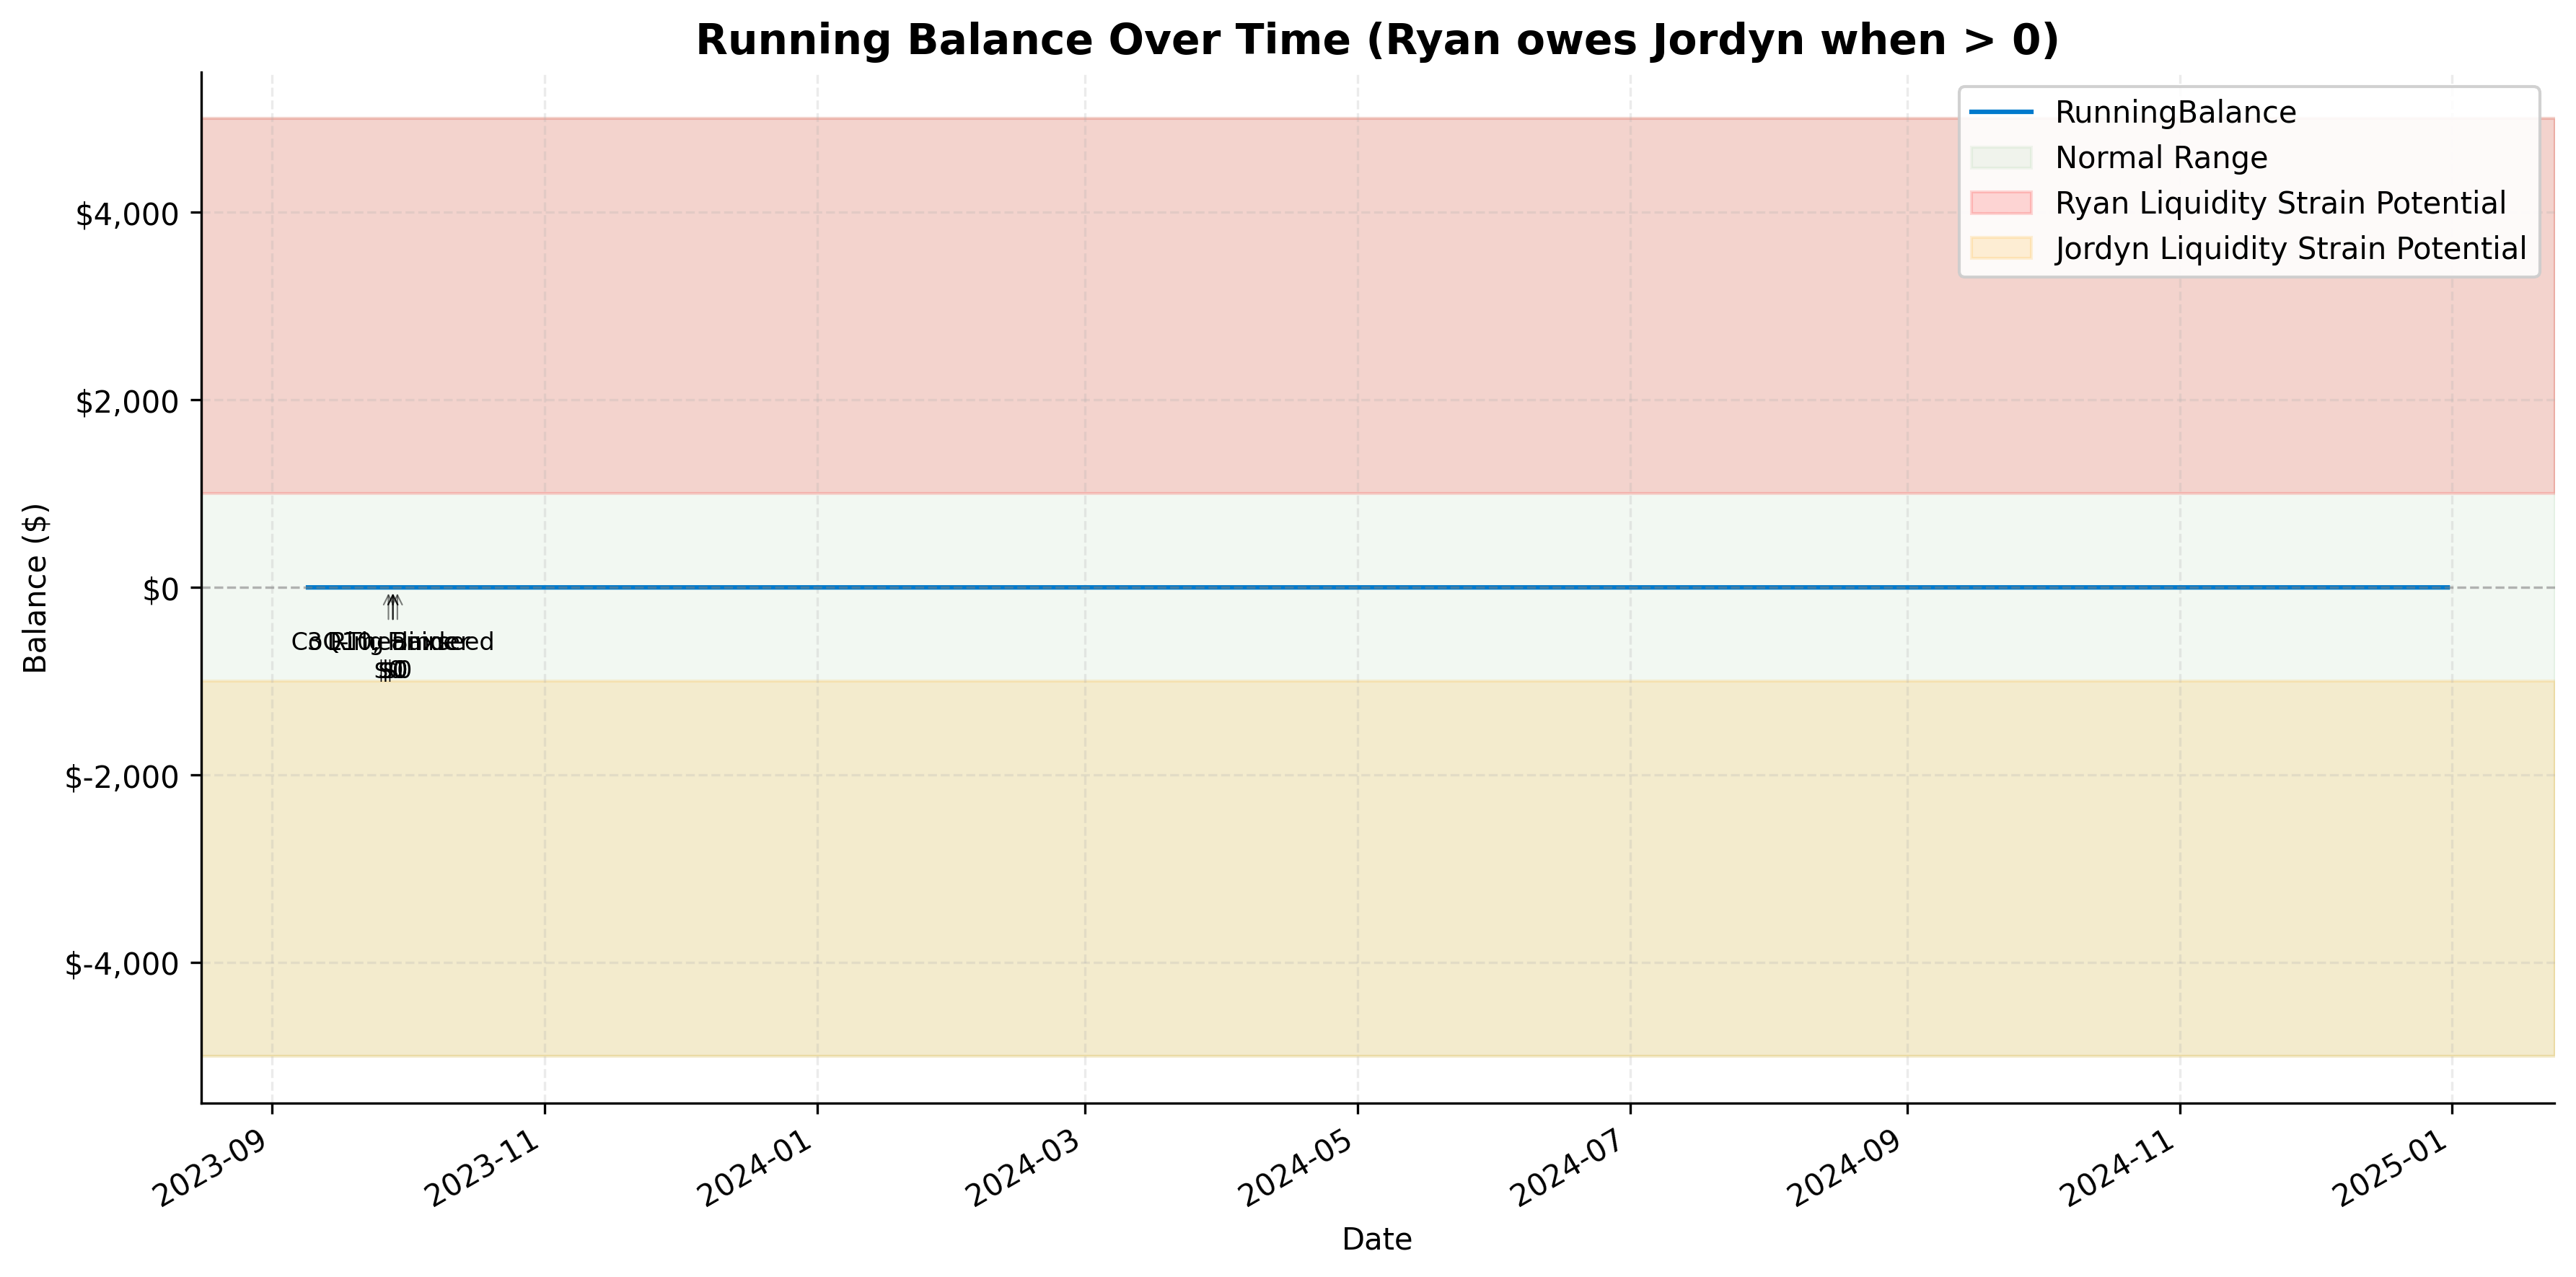 Running Balance Over Time (Ryan owes Jordyn when > 0)
RunningBalance
Normal Range
Ryan Liquidity Strain Potential
Jordyn Liquidity Strain Potential
Balance ($)
$4,000
$2,000
$0
$-2,000
$-4,000
2023-09
2023-11
2024-01
2024-03
2024-05
2024-07
2024-09
2024-11
2025-01
Date